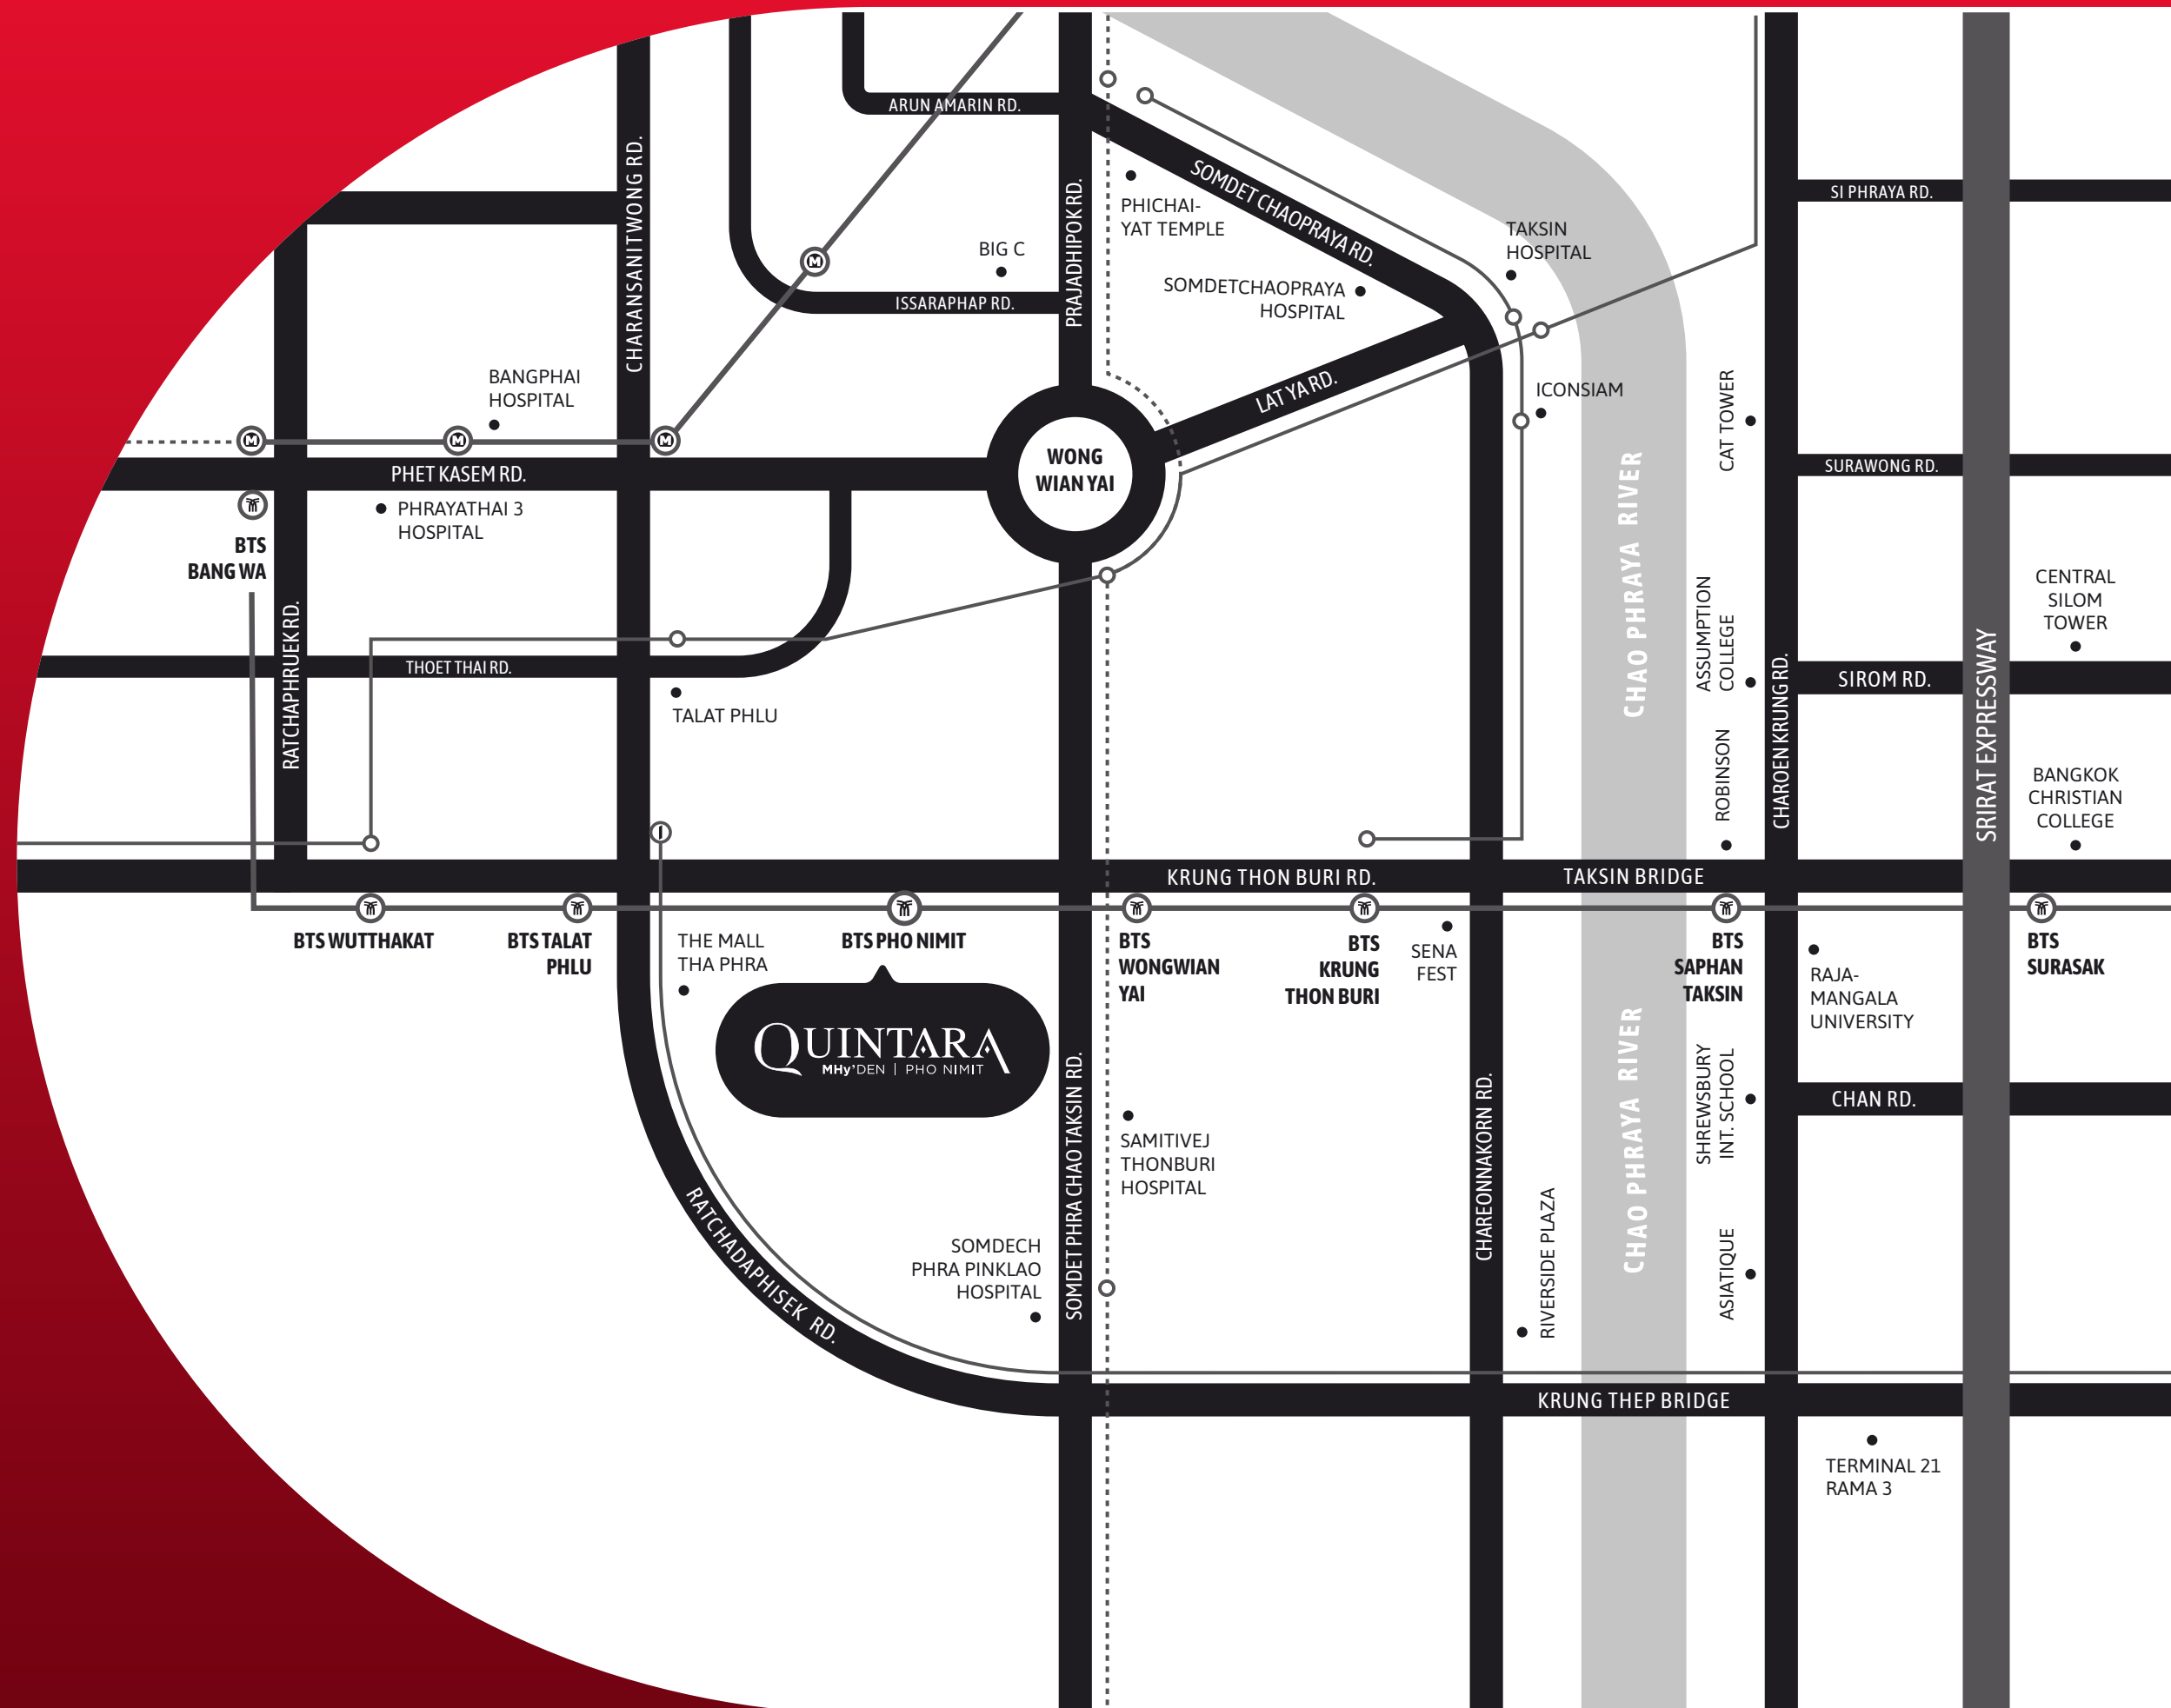 ARUN AMARIN RD.
CHARANSANITWONG RD.
PRAJADHIPOK RD.
SOMDET CHAOPRAYA RD.
SI PHRAYA RD.
PHICHAI-
YAT TEMPLE
TAKSIN
HOSPITAL
BIG C
SOMDETCHAOPRAYA
HOSPITAL
ISSARAPHAP RD.
BANGPHAI
HOSPITAL
LAT YA RD.
ICONSIAM
CAT TOWER
WONG
WIAN YAI
PHET KASEM RD.
SURAWONG RD.
PHRAYATHAI 3
HOSPITAL
BTS
BANG WA
CHAO PHRAYA RIVER
ASSUMPTION
COLLEGE
CENTRAL
SILOM
TOWER
RATCHAPHRUEK RD.
THOET THAI RD.
CHAROEN KRUNG RD.
SIROM RD.
SRIRAT EXPRESSWAY
TALAT PHLU
ROBINSON
BANGKOK
CHRISTIAN
COLLEGE
KRUNG THON BURI RD.
TAKSIN BRIDGE
BTS WUTTHAKAT
BTS TALAT
PHLU
THE MALL
THA PHRA
BTS PHO NIMIT
BTS
WONGWIAN
YAI
BTS
KRUNG
THON BURI
SENA
FEST
BTS
SAPHAN
TAKSIN
RAJA-
MANGALA
UNIVERSITY
BTS
SURASAK
QUINTARA
MHy'DEN | PHO NIMIT
CHAO PHRAYA RIVER
SHREWSBURY
INT. SCHOOL
CHAN RD.
SOMDET PHRA CHAO TAKSIN RD.
SAMITIVEJ
THONBURI
HOSPITAL
CHAREONNAKORN RD.
RATCHADAPHISEK RD.
SOMDECH
PHRA PINKLAO
HOSPITAL
RIVERSIDE PLAZA
ASIATIQUE
KRUNG THEP BRIDGE
TERMINAL 21
RAMA 3